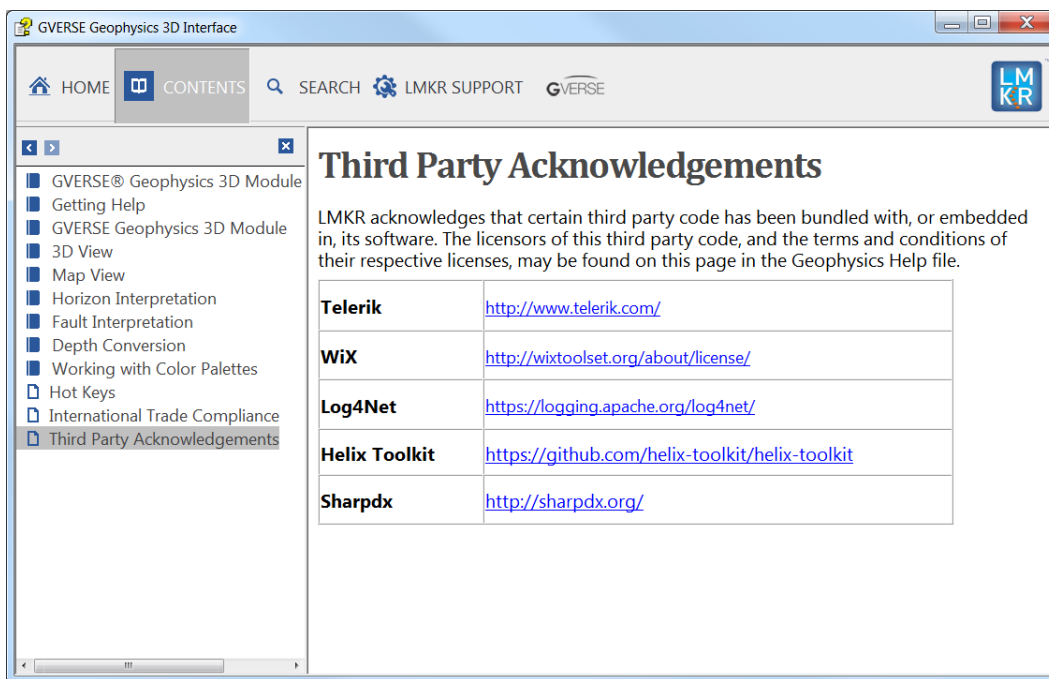 GVERSE Geophysics 3D Interface
HOME CONTENTS SEARCH LMKR SUPPORT GVERSE
LM
KR
GVERSE® Geophysics 3D Module
Getting Help
GVERSE Geophysics 3D Module
3D View
Map View
Horizon Interpretation
Fault Interpretation
Depth Conversion
Working with Color Palettes
Hot Keys
International Trade Compliance
Third Party Acknowledgements
Third Party Acknowledgements
LMKR acknowledges that certain third party code has been bundled with, or embedded
in, its software. The licensors of this third party code, and the terms and conditions of
their respective licenses, may be found on this page in the Geophysics Help file.
Telerik http://www.telerik.com/
WiX http://wixtoolset.org/about/license/
Log4Net https://logging.apache.org/log4net/
Helix Toolkit https://github.com/helix-toolkit/helix-toolkit
Sharpdx http://sharpdx.org/